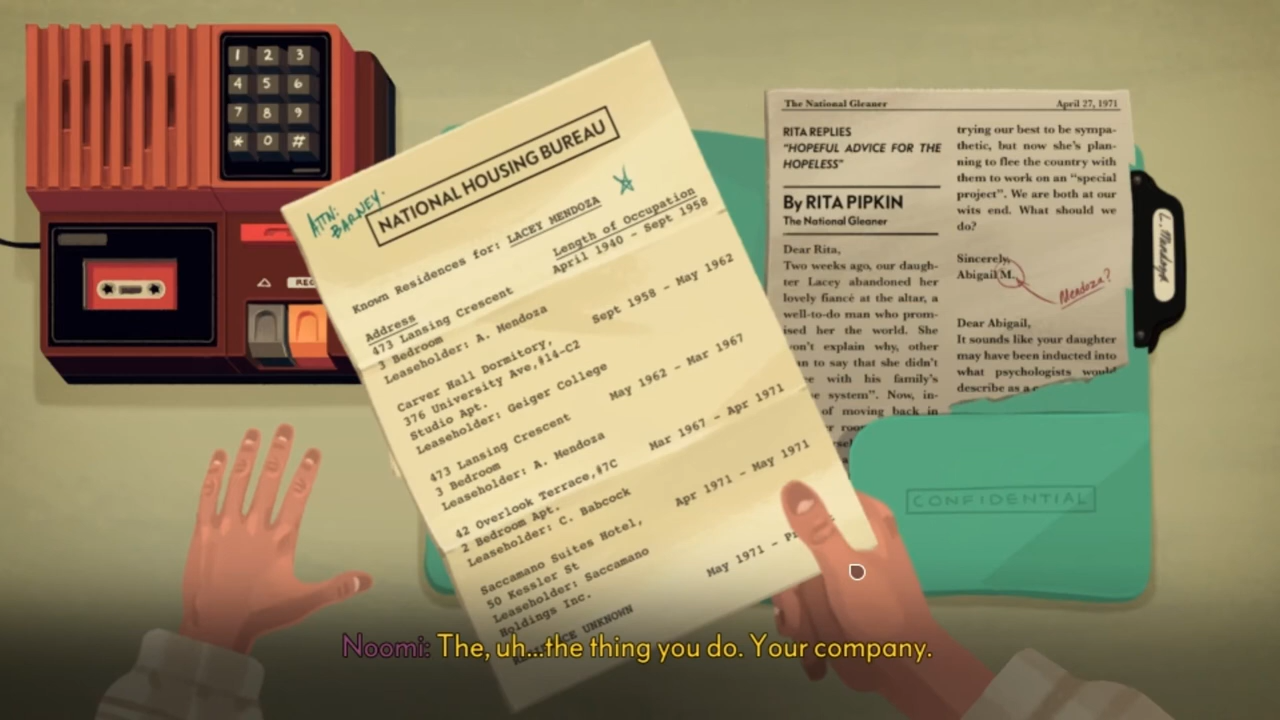 1 2 3
4 5 6
7 8 9
* 0 #
REC
ATTN:
BARNEY.
NATIONAL HOUSING BUREAU
Known Residences for: LACEY MENDOZA
Address
Length of Occupation
473 Lansing Crescent
April 1940 - Sept 1958
3 Bedroom
Leaseholder: A. Mendoza
Carver Hall Dormitory,
Sept 1958 - May 1962
376 University Ave,#14-C2
Studio Apt.
Leaseholder: Geiger College
473 Lansing Crescent
May 1962 - Mar 1967
3 Bedroom
Leaseholder: A. Mendoza
42 Overlook Terrace,#7C
Mar 1967 - Apr 1971
2 Bedroom Apt.
Leaseholder: C. Babcock
Saccamano Suites Hotel,
Apr 1971 - May 1971
50 Kessler St
Leaseholder: Saccamano
Holdings Inc.
May 1971 -
UNKNOWN
The National Gleaner
April 27, 1971
RITA REPLIES
"HOPEFUL ADVICE FOR THE
HOPELESS"
By RITA PIPKIN
The National Gleaner
Dear Rita,
Two weeks ago, our daugh-
ter Lacey abandoned her
lovely fiancé at the altar, a
well-to-do man who prom-
ised her the world. She
won't explain why, other
to say that she didn't
with his family's
system". Now, in-
of moving back in
trying our best to be sympa-
thetic, but now she's plan-
ning to flee the country with
them to work on an "special
project". We are both at our
wits end. What should we
do?
Sincerely,
Abigail M.
Mendoza?
Dear Abigail,
It sounds like your daughter
may have been inducted into
what psychologists would
describe as a
L. Mendoza
CONFIDENTIAL
Noomi: The, uh...the thing you do. Your company.